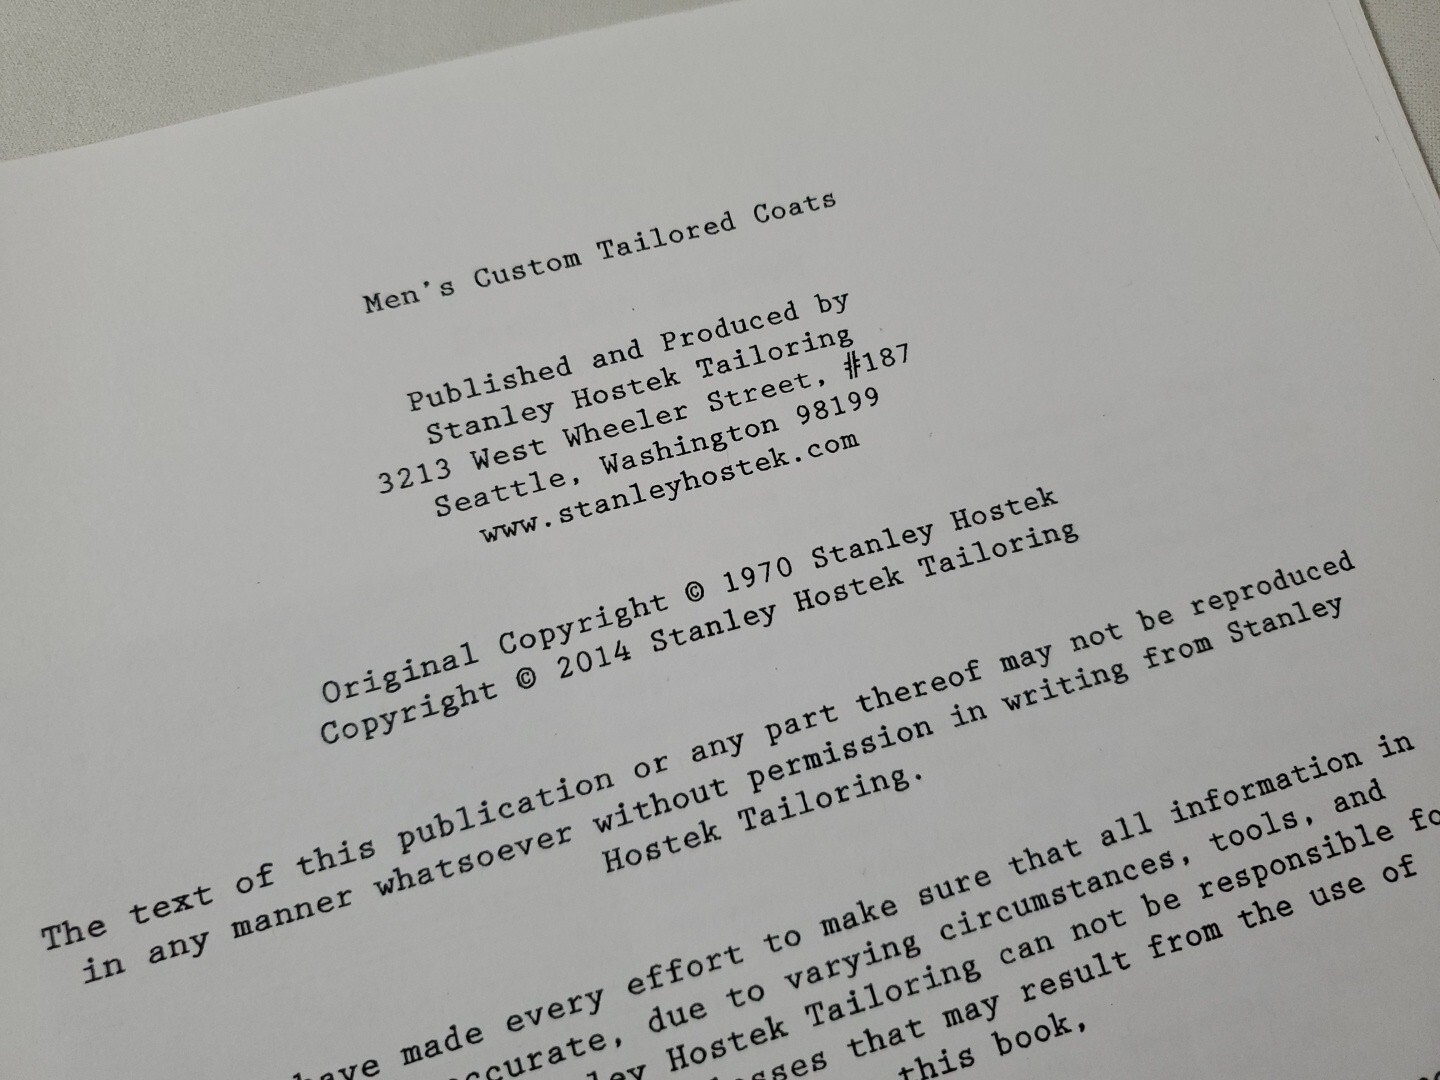 Men's Custom Tailored Coats
Published and Produced by
Stanley Hostek Tailoring
3213 West Wheeler Street, #187
Seattle, Washington 98199
www.stanleyhostek.com
Original Copyright © 1970 Stanley Hostek
Copyright © 2014 Stanley Hostek Tailoring
The text of this publication or any part thereof may not be reproduced
in any manner whatsoever without permission in writing from Stanley
Hostek Tailoring.
made every effort to make sure that all information in
due to varying circumstances, tools, and
Hostek Tailoring can not be responsible
that may result from the use of
this book,